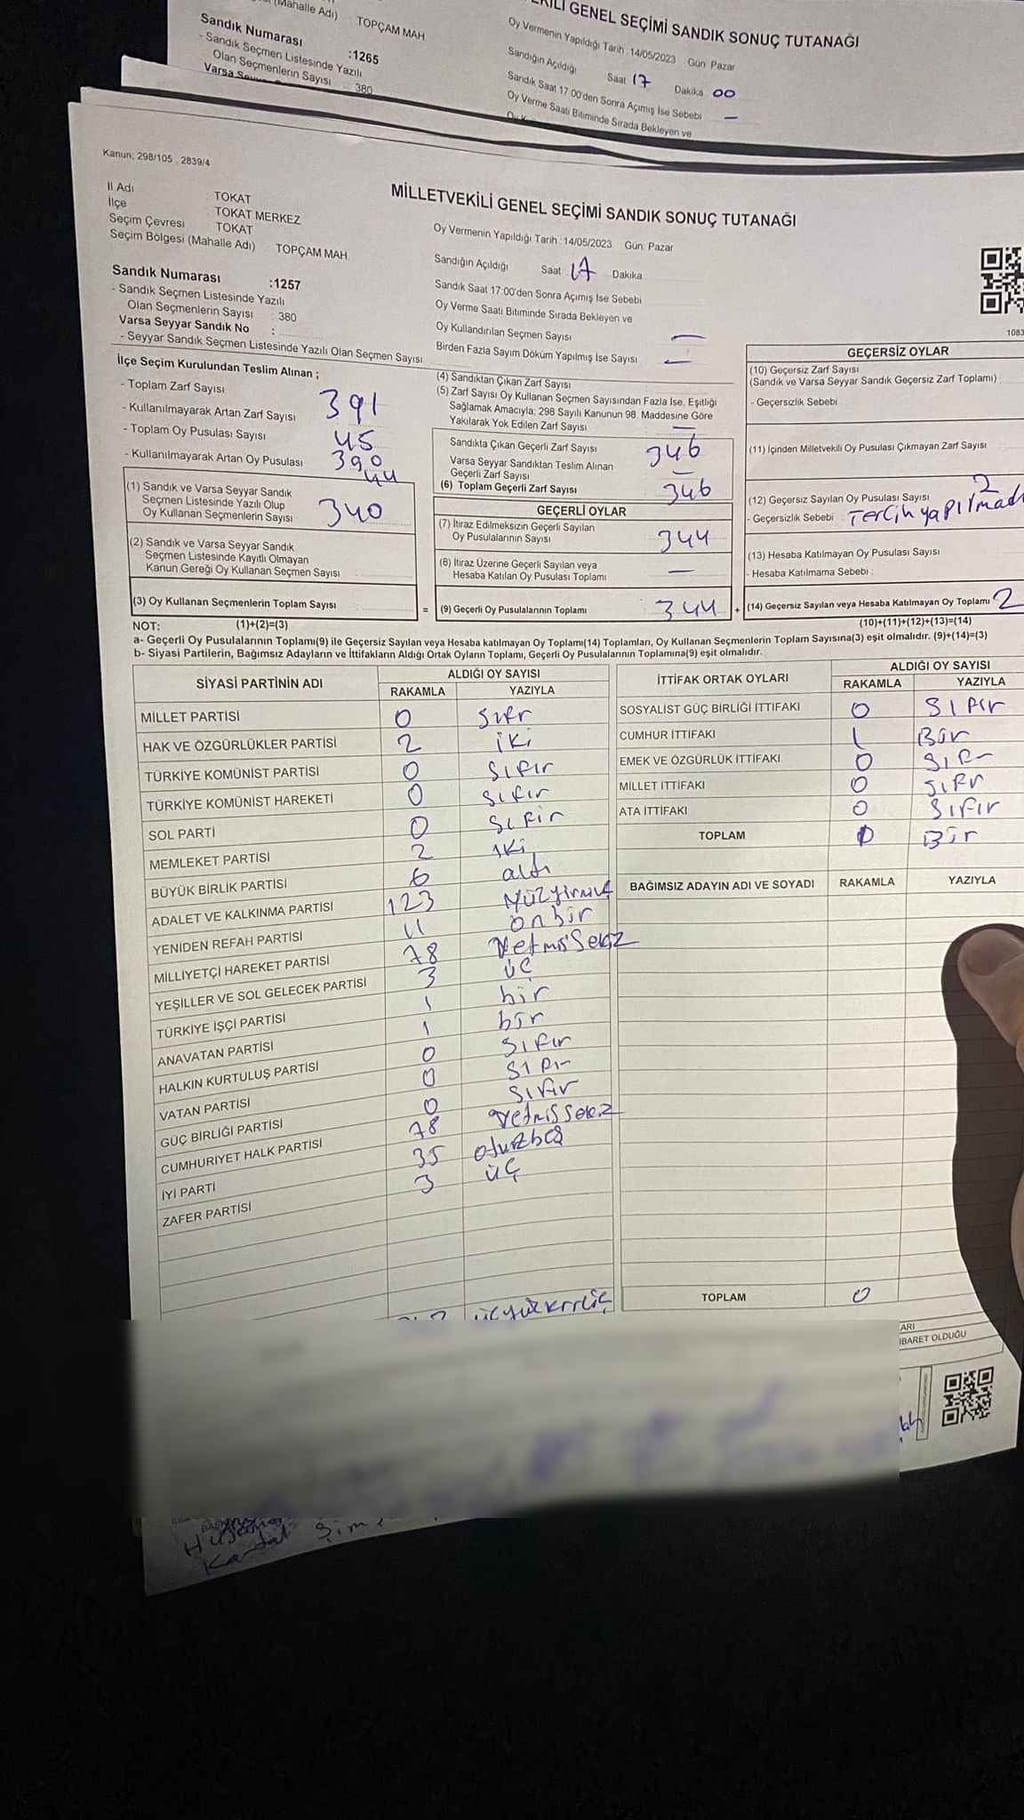 (Mahalle Adı) TOPÇAM MAH
Sandık Numarası :1265
- Sandık Seçmen Listesinde Yazılı
Olan Seçmenlerin Sayısı 380
GENEL SEÇİMİ SANDIK SONUÇ TUTANAĞI
Oy Vermenin Yapıldığı Tarih :14/05/2023 Gün: Pazar
Sandığın Açıldığı Saat 17 Dakika 00
Sandık Saat 17:00'den Sonra Açımış İse Sebebi —
Oy Verme Saati Bitiminde Sırada Bekleyen ve
Kanun: 298/105 , 2839/4
İl Adı TOKAT
İlçe TOKAT MERKEZ
Seçim Çevresi TOKAT
Seçim Bölgesi (Mahalle Adı) TOPÇAM MAH.
Sandık Numarası :1257
- Sandık Seçmen Listesinde Yazılı
Olan Seçmenlerin Sayısı : 380
Varsa Seyyar Sandık No :
- Seyyar Sandık Seçmen Listesinde Yazılı Olan Seçmen Sayısı
MİLLETVEKİLİ GENEL SEÇİMİ SANDIK SONUÇ TUTANAĞI
Oy Vermenin Yapıldığı Tarih :14/05/2023 Gün: Pazar
Sandığın Açıldığı Saat 17 Dakika
Sandık Saat 17:00'den Sonra Açımış İse Sebebi
Oy Verme Saati Bitiminde Sırada Bekleyen ve
Oy Kullandırılan Seçmen Sayısı —
Birden Fazla Sayım Döküm Yapılmış İse Sayısı —
1083
İlçe Seçim Kurulundan Teslim Alınan ;
- Toplam Zarf Sayısı 391
- Kullanılmayarak Artan Zarf Sayısı 45
- Toplam Oy Pusulası Sayısı 390
- Kullanılmayarak Artan Oy Pusulası 44
(1) Sandık ve Varsa Seyyar Sandık
Seçmen Listesinde Yazılı Olup
Oy Kullanan Seçmenlerin Sayısı 340
(2) Sandık ve Varsa Seyyar Sandık
Seçmen Listesinde Kayıtlı Olmayan
Kanun Gereği Oy Kullanan Seçmen Sayısı
(3) Oy Kullanan Seçmenlerin Toplam Sayısı
(4) Sandıktan Çıkan Zarf Sayısı
(5) Zarf Sayısı Oy Kullanan Seçmen Sayısından Fazla İse, Eşitliği
Sağlamak Amacıyla; 298 Sayılı Kanunun 98. Maddesine Göre
Yakılarak Yok Edilen Zarf Sayısı —
Sandıkta Çıkan Geçerli Zarf Sayısı 346
Varsa Seyyar Sandıktan Teslim Alınan
Geçerli Zarf Sayısı —
(6) Toplam Geçerli Zarf Sayısı 346
GEÇERLİ OYLAR
(7) İtiraz Edilmeksizin Geçerli Sayılan
Oy Pusulalarının Sayısı 344
(8) İtiraz Üzerine Geçerli Sayılan veya
Hesaba Katılan Oy Pusulası Toplamı —
= (9) Geçerli Oy Pusulalarının Toplamı 344 +
GEÇERSİZ OYLAR
(10) Geçersiz Zarf Sayısı
(Sandık ve Varsa Seyyar Sandık Geçersiz Zarf Toplamı) :
- Geçersizlik Sebebi
(11) İçinden Milletvekili Oy Pusulası Çıkmayan Zarf Sayısı
(12) Geçersiz Sayılan Oy Pusulası Sayısı 2
- Geçersizlik Sebebi Tercih yapılmadı
(13) Hesaba Katılmayan Oy Pusulası Sayısı
- Hesaba Katılmama Sebebi :
(14) Geçersiz Sayılan veya Hesaba Katılmayan Oy Toplamı 2
NOT: (1)+(2)=(3) (10)+(11)+(12)+(13)=(14)
a- Geçerli Oy Pusulalarının Toplamı(9) ile Geçersiz Sayılan veya Hesaba katılmayan Oy Toplamı(14) Toplamları, Oy Kullanan Seçmenlerin Toplam Sayısına(3) eşit olmalıdır. (9)+(14)=(3)
b- Siyasi Partilerin, Bağımsız Adayların ve İttifakların Aldığı Ortak Oyların Toplamı, Geçerli Oy Pusulalarının Toplamına(9) eşit olmalıdır.
SİYASİ PARTİNİN ADI ALDIĞI OY SAYISI
RAKAMLA YAZIYLA
MİLLET PARTİSİ 0 Sıfır
HAK VE ÖZGÜRLÜKLER PARTİSİ 2 iki
TÜRKİYE KOMÜNİST PARTİSİ 0 Sıfır
TÜRKİYE KOMÜNİST HAREKETİ 0 Sıfır
SOL PARTİ 0 Sıfır
MEMLEKET PARTİSİ 2 iki
BÜYÜK BİRLİK PARTİSİ 6 altı
ADALET VE KALKINMA PARTİSİ 123
YENİDEN REFAH PARTİSİ 11 onbir
MİLLİYETÇİ HAREKET PARTİSİ 78 Yetmişsekiz
YEŞİLLER VE SOL GELECEK PARTİSİ 3 üç
TÜRKİYE İŞÇİ PARTİSİ 1 bir
ANAVATAN PARTİSİ 1 bir
HALKIN KURTULUŞ PARTİSİ 0 Sıfır
VATAN PARTİSİ 0 Sıfır
GÜÇ BİRLİĞİ PARTİSİ 0 Sıfır
CUMHURİYET HALK PARTİSİ 78 Yetmişsekiz
İYİ PARTİ 35 otuzbeş
ZAFER PARTİSİ 3 üç
İTTİFAK ORTAK OYLARI ALDIĞI OY SAYISI
RAKAMLA YAZIYLA
SOSYALİST GÜÇ BİRLİĞİ İTTİFAKI 0 Sıfır
CUMHUR İTTİFAKI 1 Bir
EMEK VE ÖZGÜRLÜK İTTİFAKI 0 Sıfır
MİLLET İTTİFAKI 0 Sıfır
ATA İTTİFAKI 0 Sıfır
TOPLAM 1 Bir
BAĞIMSIZ ADAYIN ADI VE SOYADI RAKAMLA YAZIYLA
TOPLAM 0
ARI
İBARET OLDUĞU
Kartal